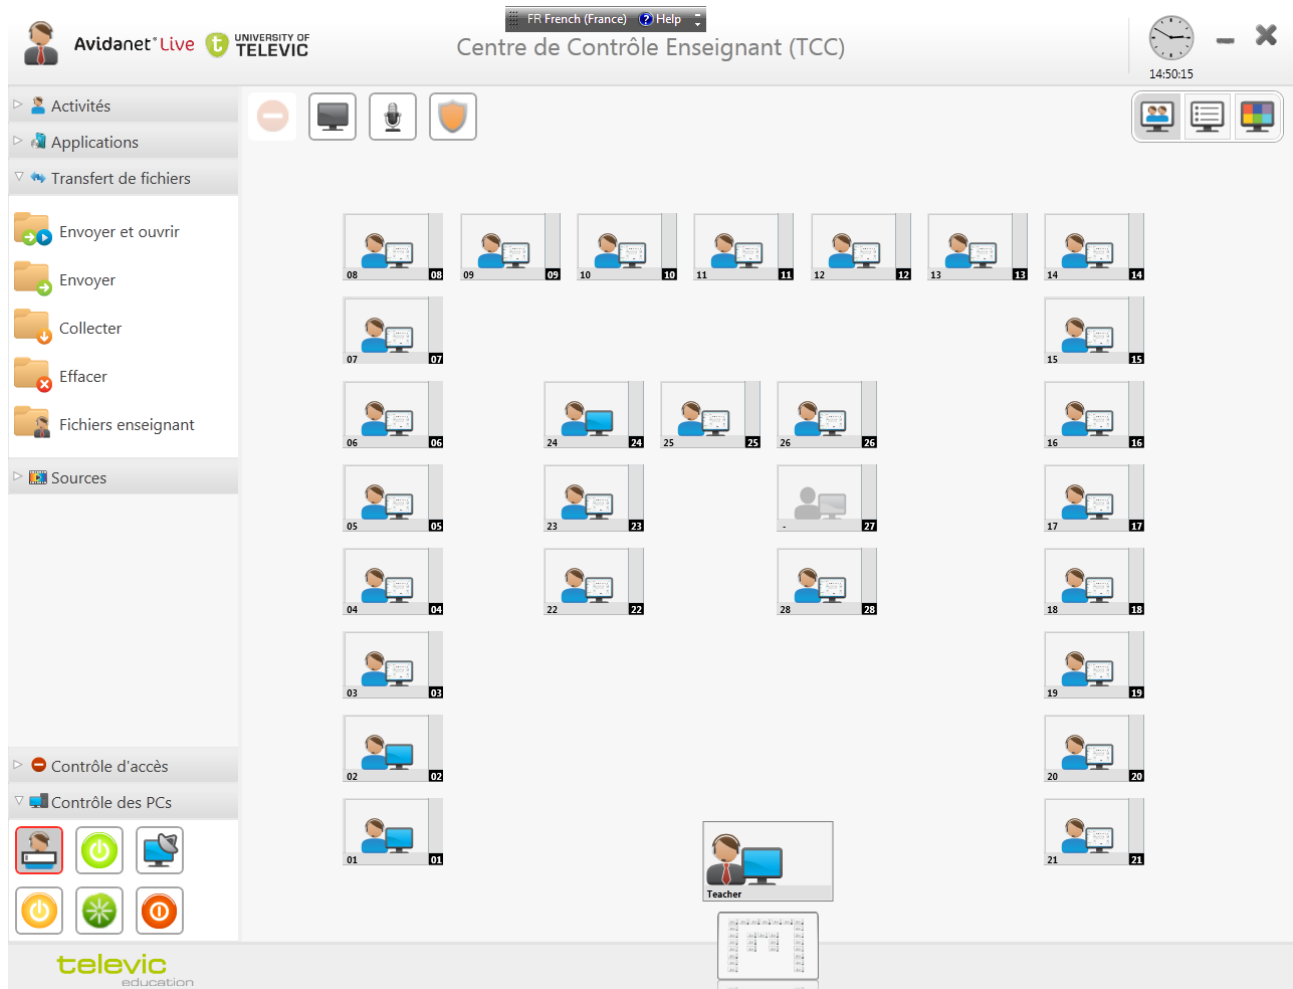 FR French (France) Help
Avidanet® Live
UNIVERSITY OF
TELEVIC
Centre de Contrôle Enseignant (TCC)
14:50:15
Activités
Applications
Transfert de fichiers
Envoyer et ouvrir
Envoyer
Collecter
Effacer
Fichiers enseignant
Sources
08 08 09 09 10 10 11 11 12 12 13 13 14 14
07 07 15 15
06 06 24 24 25 25 26 26 16 16
05 05 23 23 - 27 17 17
04 04 22 22 28 28 18 18
03 03 19 19
02 02 20 20
01 01 21 21
Teacher
Contrôle d'accès
Contrôle des PCs
televic
education